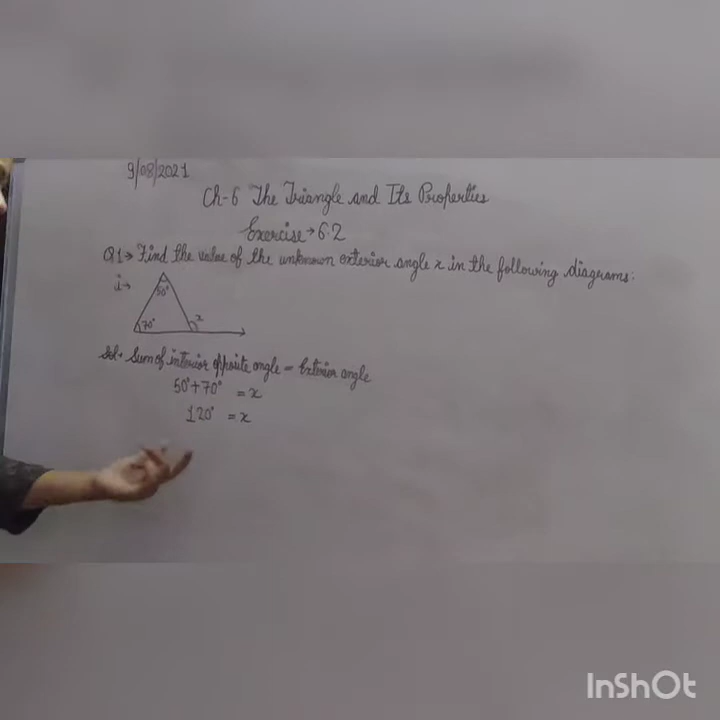 9/08/2021
Ch-6 The Triangle and Its Properties
Exercise → 6.2
Q1→ Find the value of the unknown exterior angle x in the following diagrams:
i→
50°
70°
x
Sol→ Sum of interior opposite angle = Exterior angle
50°+70° = x
120° = x
InShOt